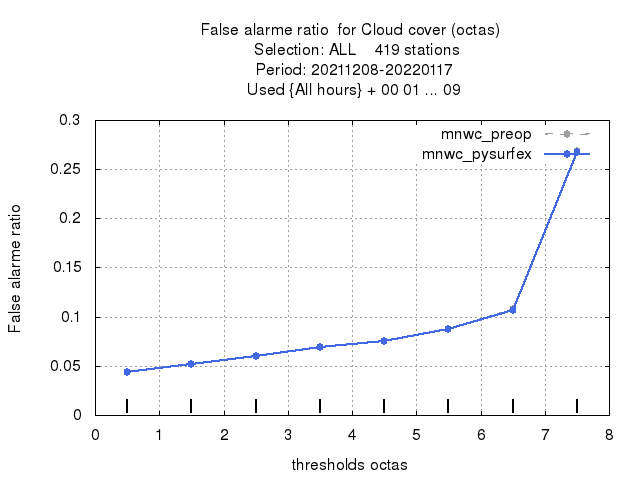 False alarme ratio  for Cloud cover (octas)
Selection: ALL    419 stations
Period: 20211208-20220117
Used {All hours} + 00 01 ... 09
mnwc_preop
mnwc_pysurfex
False alarme ratio
0.3
0.25
0.2
0.15
0.1
0.05
0
0 1 2 3 4 5 6 7 8
thresholds octas